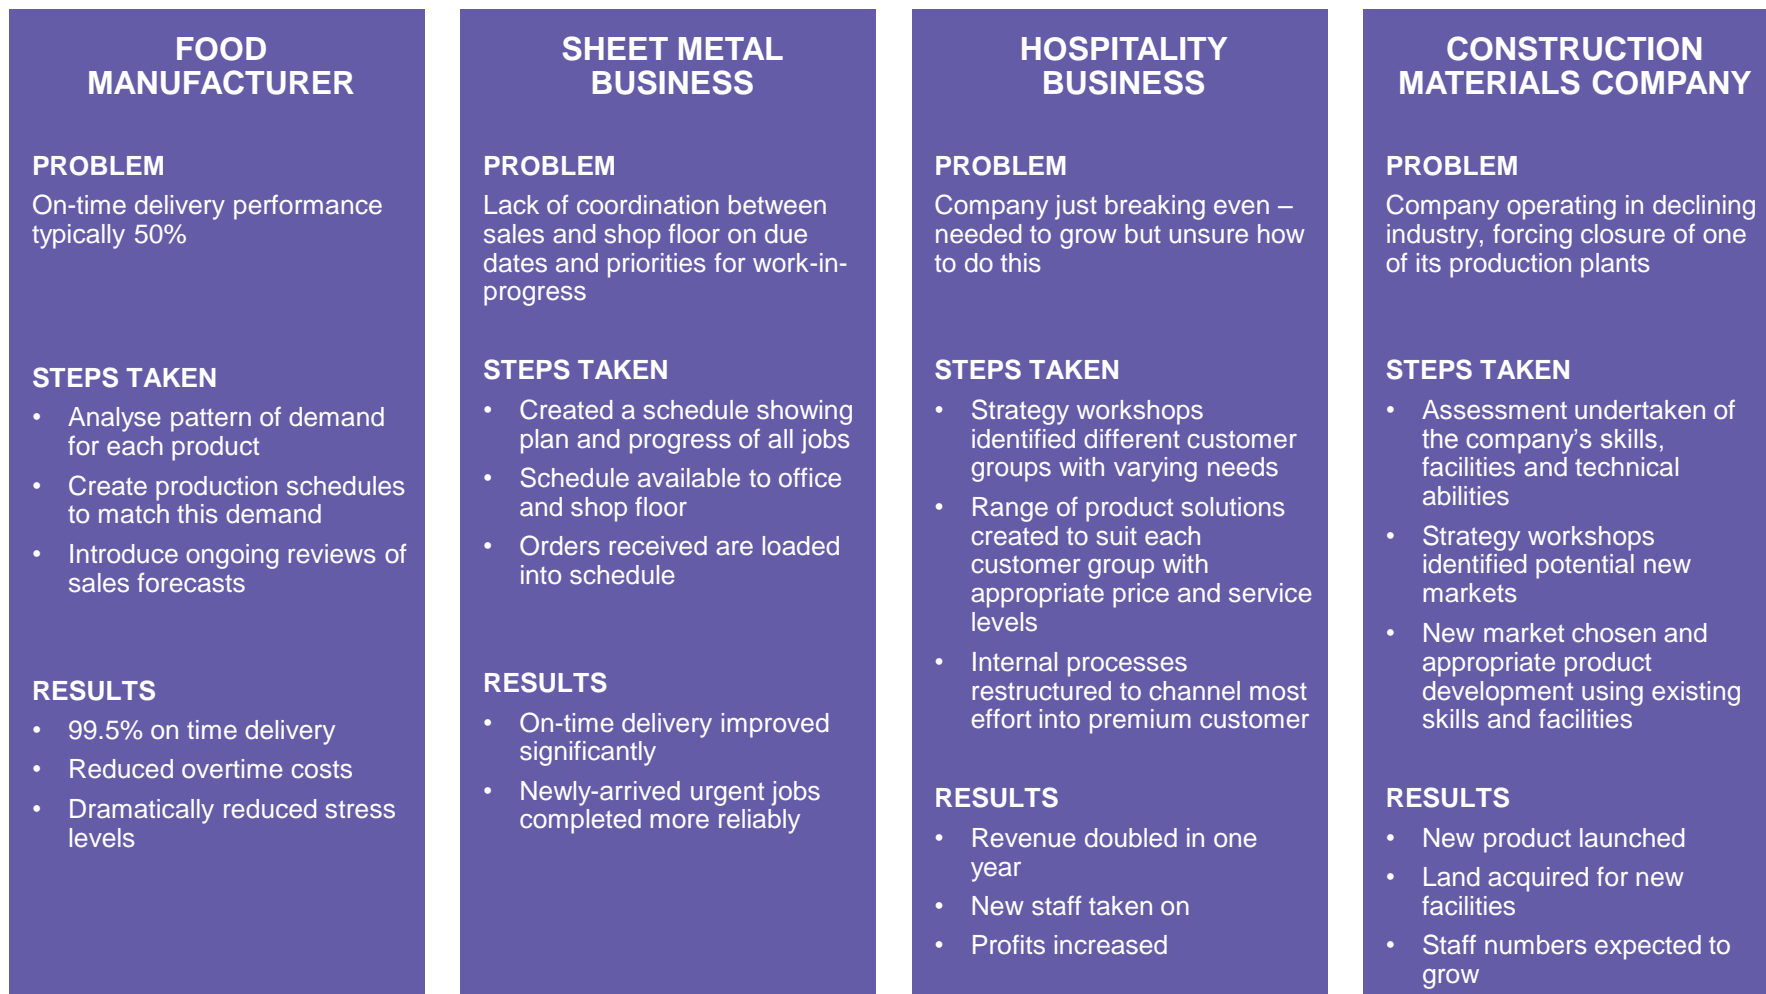 FOOD
MANUFACTURER
PROBLEM
On-time delivery performance
typically 50%
STEPS TAKEN
• Analyse pattern of demand
for each product
• Create production schedules
to match this demand
• Introduce ongoing reviews of
sales forecasts
RESULTS
• 99.5% on time delivery
• Reduced overtime costs
• Dramatically reduced stress
levels
SHEET METAL
BUSINESS
PROBLEM
Lack of coordination between
sales and shop floor on due
dates and priorities for work-in-
progress
STEPS TAKEN
• Created a schedule showing
plan and progress of all jobs
• Schedule available to office
and shop floor
• Orders received are loaded
into schedule
RESULTS
• On-time delivery improved
significantly
• Newly-arrived urgent jobs
completed more reliably
HOSPITALITY
BUSINESS
PROBLEM
Company just breaking even –
needed to grow but unsure how
to do this
STEPS TAKEN
• Strategy workshops
identified different customer
groups with varying needs
• Range of product solutions
created to suit each
customer group with
appropriate price and service
levels
• Internal processes
restructured to channel most
effort into premium customer
RESULTS
• Revenue doubled in one
year
• New staff taken on
• Profits increased
CONSTRUCTION
MATERIALS COMPANY
PROBLEM
Company operating in declining
industry, forcing closure of one
of its production plants
STEPS TAKEN
• Assessment undertaken of
the company’s skills,
facilities and technical
abilities
• Strategy workshops
identified potential new
markets
• New market chosen and
appropriate product
development using existing
skills and facilities
RESULTS
• New product launched
• Land acquired for new
facilities
• Staff numbers expected to
grow